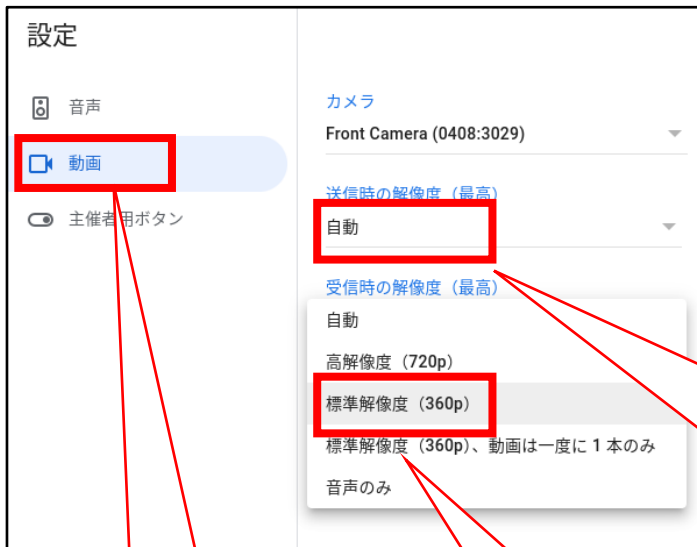 設定
音声
動画
主催者用ボタン
カメラ
Front Camera (0408:3029)
送信時の解像度（最高）
自動
受信時の解像度（最高）
自動
高解像度（720p）
標準解像度（360p）
標準解像度（360p）、動画は一度に 1 本のみ
音声のみ